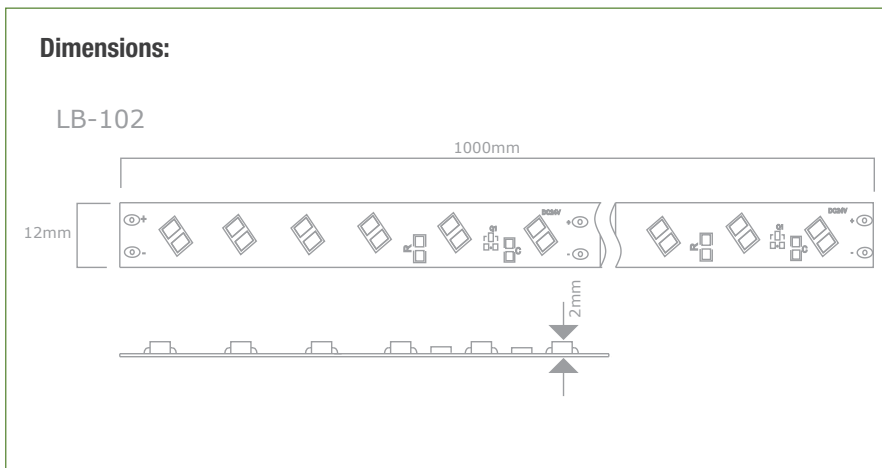 Dimensions:
LB-102
1000mm
12mm
+
-
R
Q1
C
DC24V
+
-
R
Q1
C
DC24V
+
-
2mm